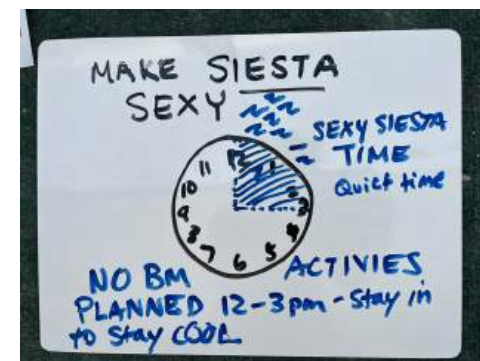 MAKE SIESTA
SEXY
- SEXY SIESTA
TIME
Quiet time
12
1
2
3
4
5
6
7
8
9
10
11
NO BM ACTIVIES
PLANNED 12-3pm - Stay in
to Stay COOL